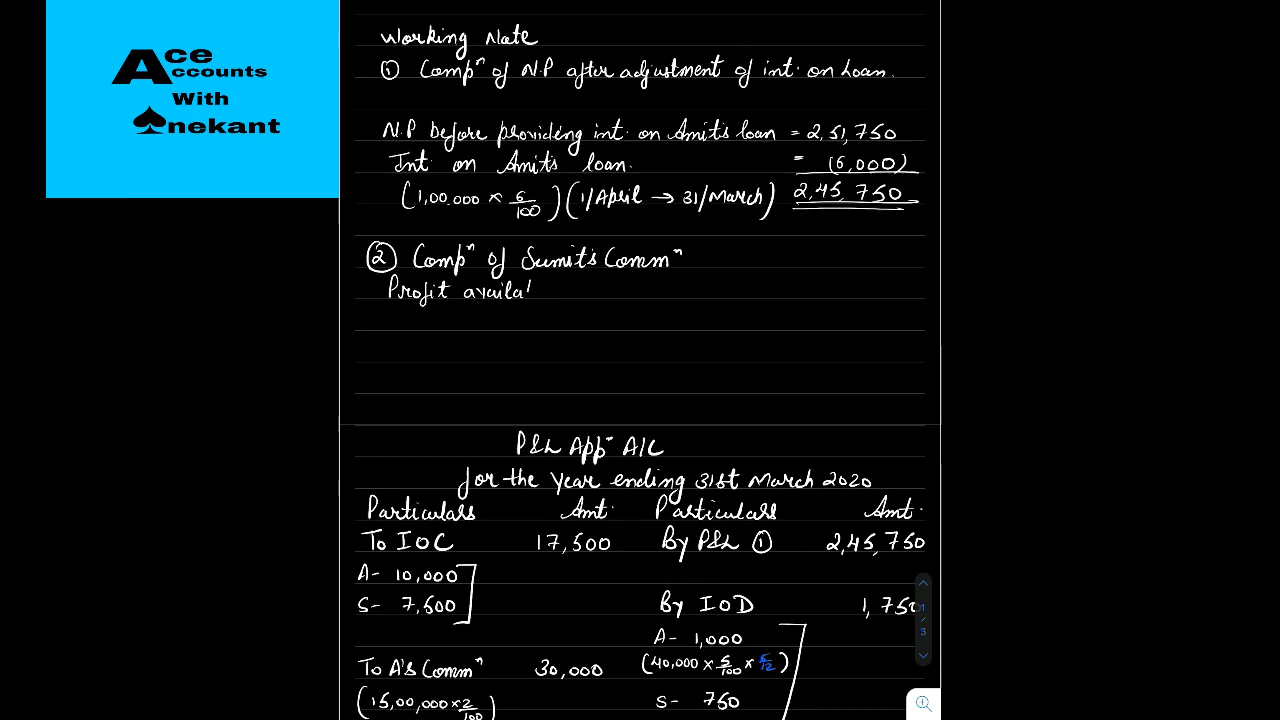 Ace
Accounts
With
Anekant
Working Note
① Compⁿ of N.P after adjustment of int. on Loan.
N.P before providing int. on Amit's loan = 2,51,750
Int. on Amit's loan. = (6,000)
(1,00,000 × 6/100) (1/April → 31/March) 2,45,750
② Compⁿ of Sumit's Commⁿ
Profit availa
P&L Appⁿ A/C
for the year ending 31st March 2020
Particulars Amt. Particulars Amt.
To IOC 17,500 By P&L ① 2,45,750
A- 10,000
S- 7,500 By IOD 1,750
A- 1,000
To A's Commⁿ 30,000 (40,000 × 5/100 × 6/12)
(15,00,000 × 2/100) S- 750
3